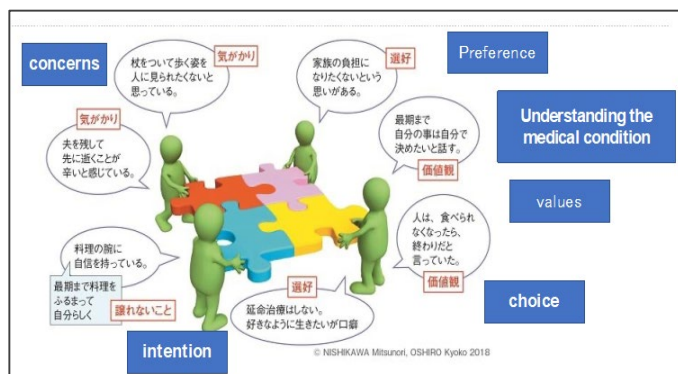 concerns
杖をついて歩く姿を
人に見られたくないと
思っている。
気がかり
家族の負担に
なりたくないという
思いがある。
選好
Preference
気がかり
夫を残して
先に逝くことが
辛いと感じている。
最期まで
自分の事は自分で
決めたいと話す。
価値観
Understanding the
medical condition
values
料理の腕に
自信を持っている。
最期まで料理を
ふるまって
自分らしく
譲れないこと
人は、食べられ
なくなったら、
終わりだと
言っていた。
価値観
選好
延命治療はしない。
好きなように生きたいが口癖
choice
intention
© NISHIKAWA Mitsunori, OSHIRO Kyoko 2018